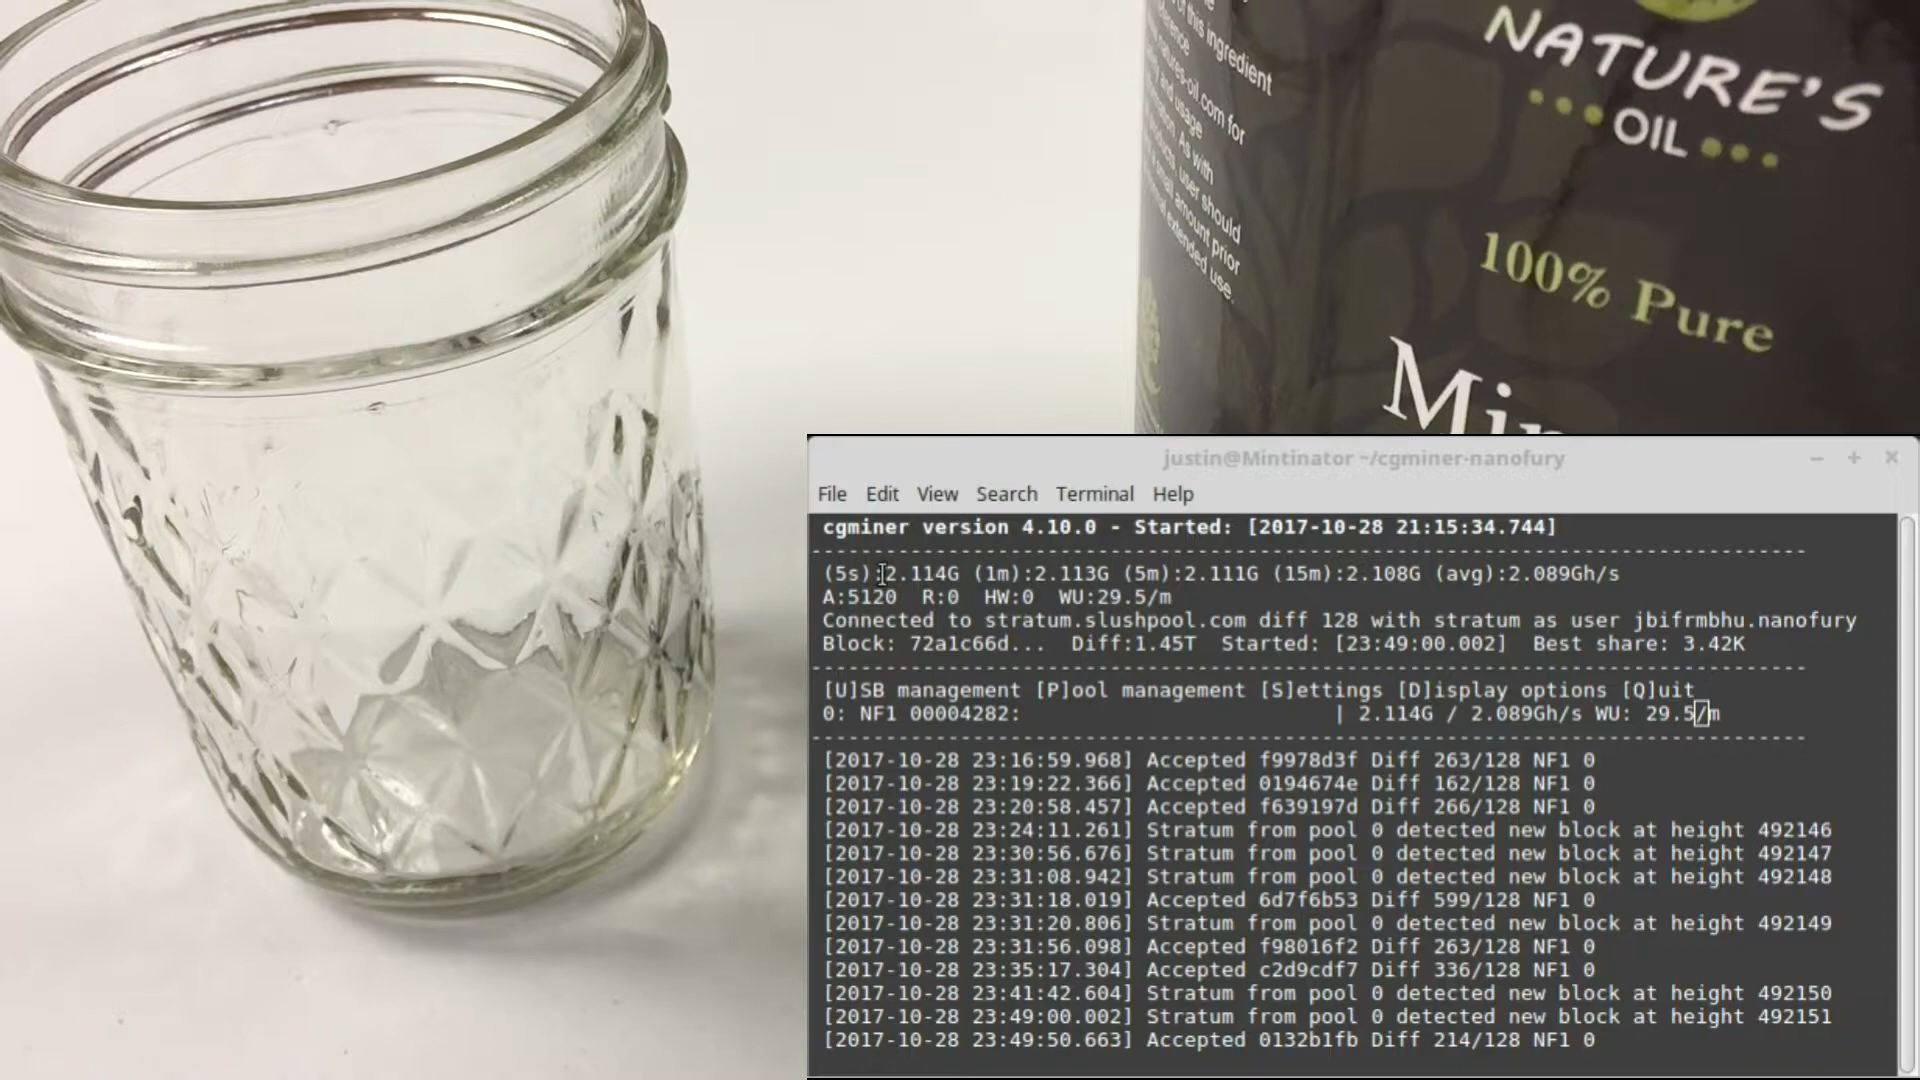 of this ingredient
natures-oil.com for
and usage
As with
products, user should
small amount prior
extended use.
NATURE'S
OIL
100% Pure
justin@Mintinator ~/cgminer-nanofury
File Edit View Search Terminal Help
cgminer version 4.10.0 - Started: [2017-10-28 21:15:34.744]
(5s):2.114G (1m):2.113G (5m):2.111G (15m):2.108G (avg):2.089Gh/s
A:5120 R:0 HW:0 WU:29.5/m
Connected to stratum.slushpool.com diff 128 with stratum as user jbifrmbhu.nanofury
Block: 72a1c66d... Diff:1.45T Started: [23:49:00.002] Best share: 3.42K
[U]SB management [P]ool management [S]ettings [D]isplay options [Q]uit
0: NF1 00004282: | 2.114G / 2.089Gh/s WU: 29.5/m
[2017-10-28 23:16:59.968] Accepted f9978d3f Diff 263/128 NF1 0
[2017-10-28 23:19:22.366] Accepted 0194674e Diff 162/128 NF1 0
[2017-10-28 23:20:58.457] Accepted f639197d Diff 266/128 NF1 0
[2017-10-28 23:24:11.261] Stratum from pool 0 detected new block at height 492146
[2017-10-28 23:30:56.676] Stratum from pool 0 detected new block at height 492147
[2017-10-28 23:31:08.942] Stratum from pool 0 detected new block at height 492148
[2017-10-28 23:31:18.019] Accepted 6d7f6b53 Diff 599/128 NF1 0
[2017-10-28 23:31:20.806] Stratum from pool 0 detected new block at height 492149
[2017-10-28 23:31:56.098] Accepted f98016f2 Diff 263/128 NF1 0
[2017-10-28 23:35:17.304] Accepted c2d9cdf7 Diff 336/128 NF1 0
[2017-10-28 23:41:42.604] Stratum from pool 0 detected new block at height 492150
[2017-10-28 23:49:00.002] Stratum from pool 0 detected new block at height 492151
[2017-10-28 23:49:50.663] Accepted 0132b1fb Diff 214/128 NF1 0